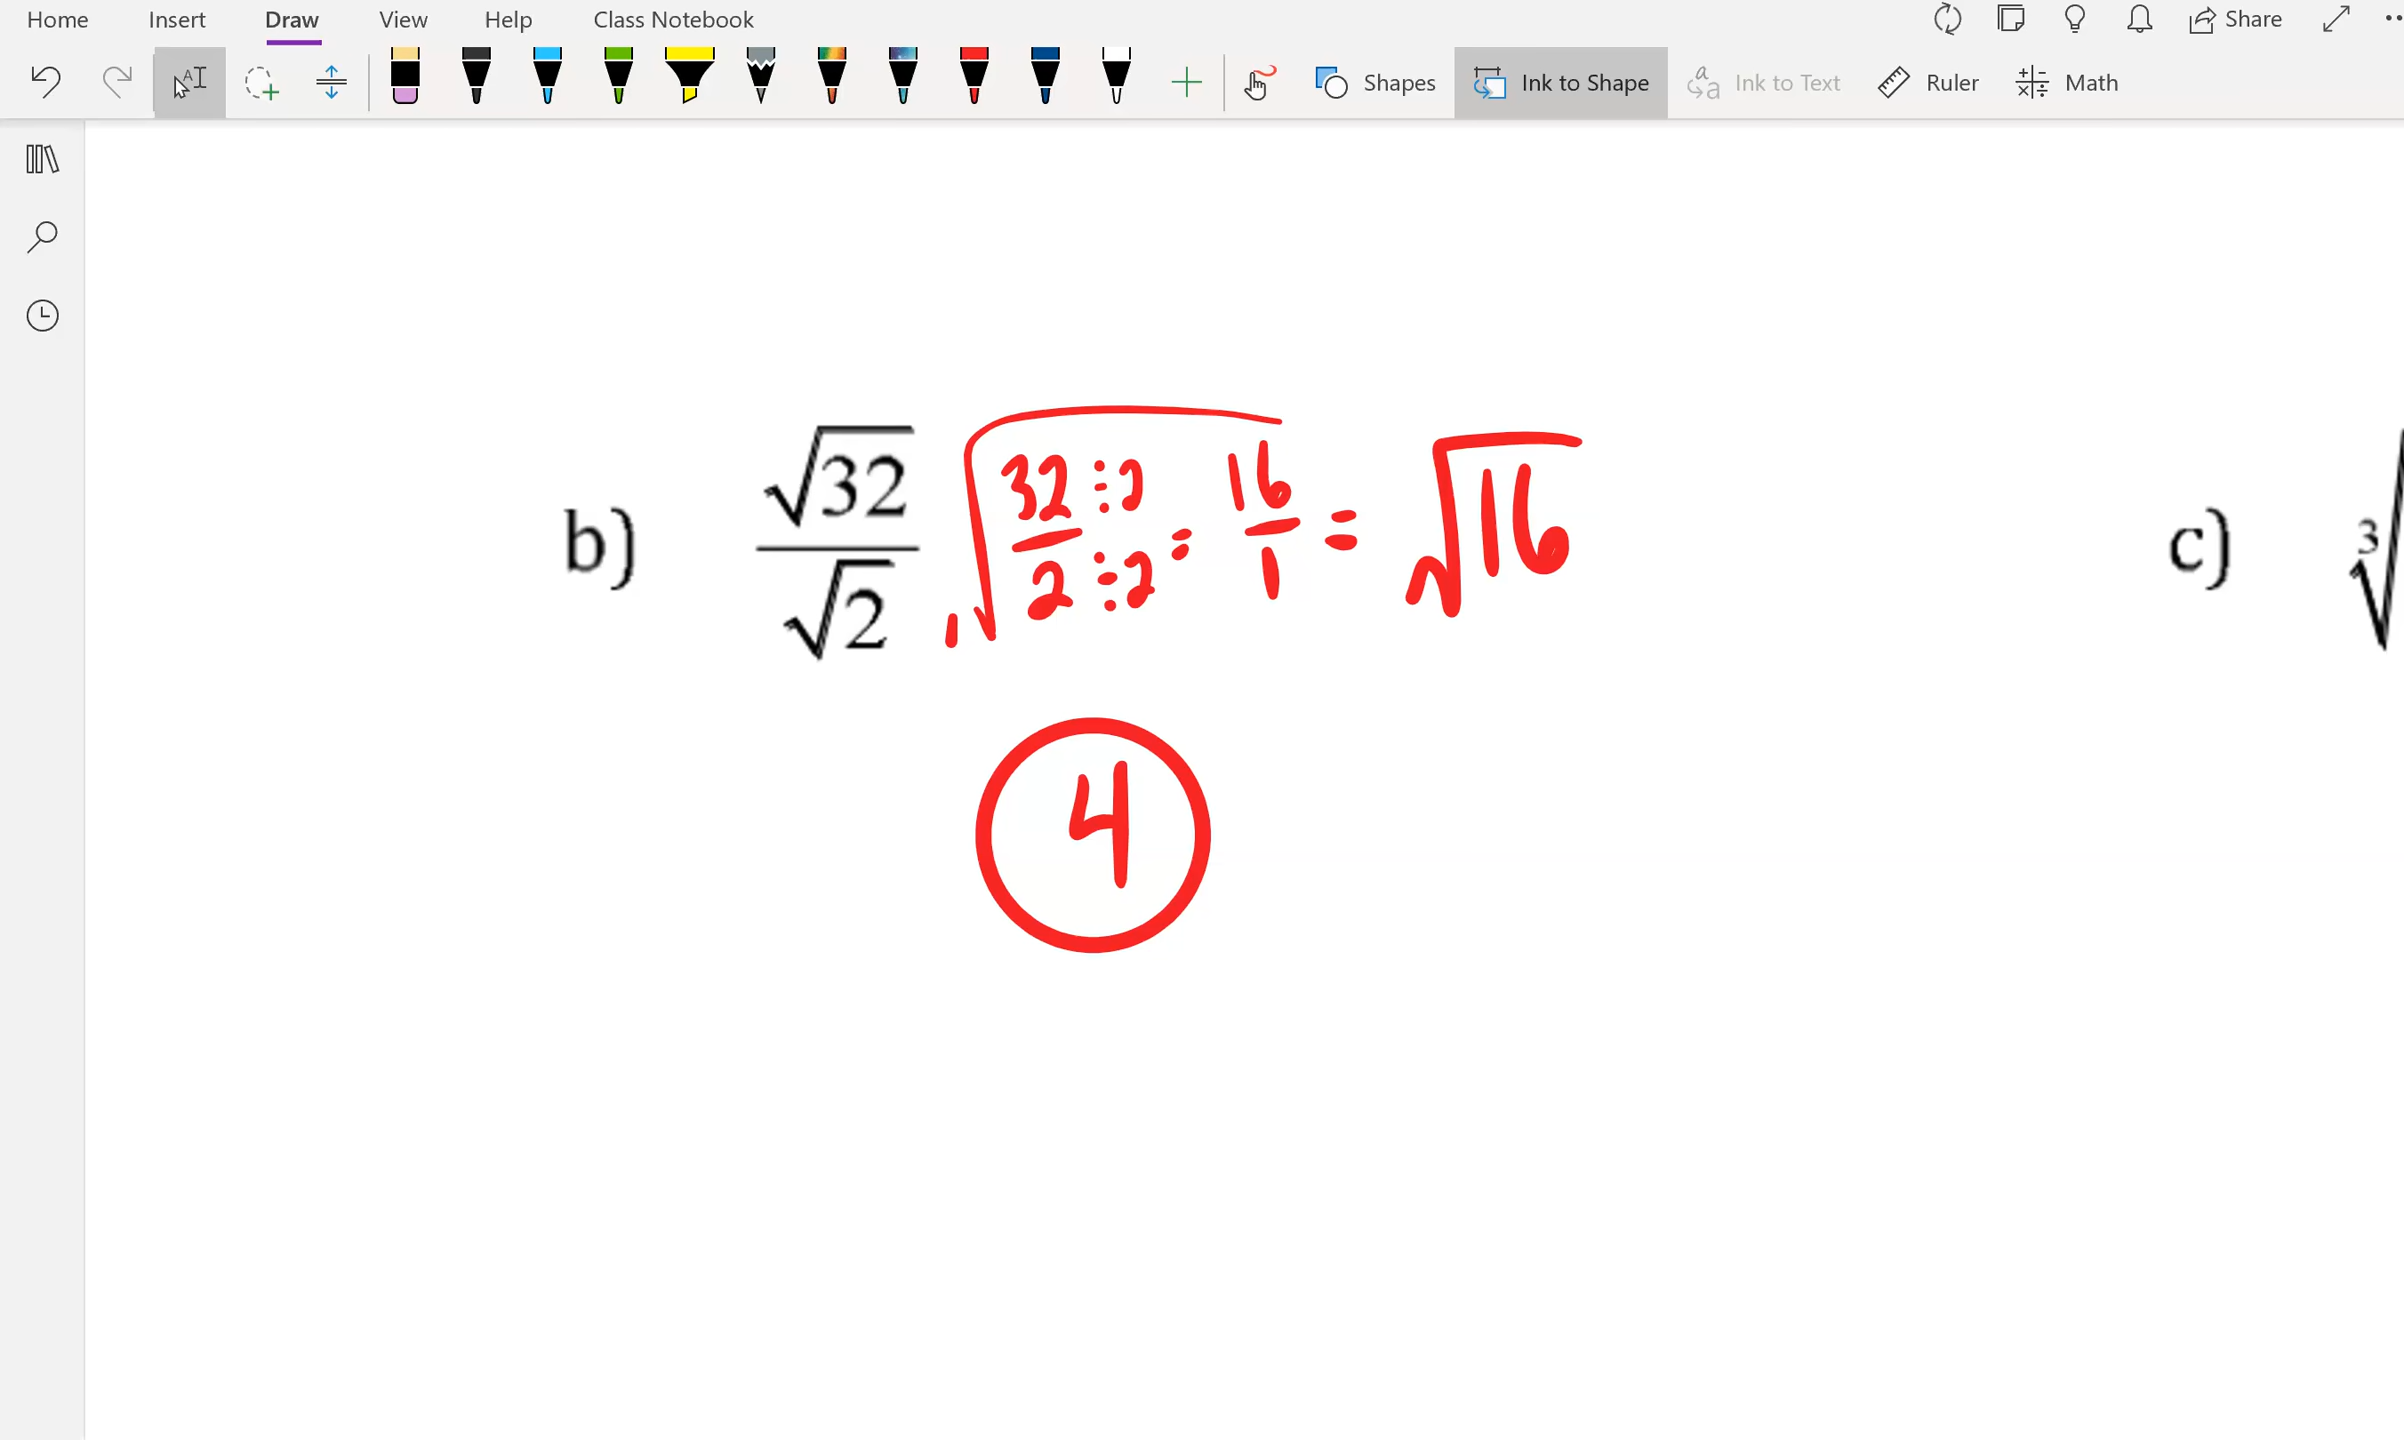 Home Insert Draw View Help Class Notebook Share
Ink to Shape Shapes Ink to Text Ruler Math
b) √32 / √2 √(32÷2 / 2÷2 = 16/1 = √16
4
c) 3√